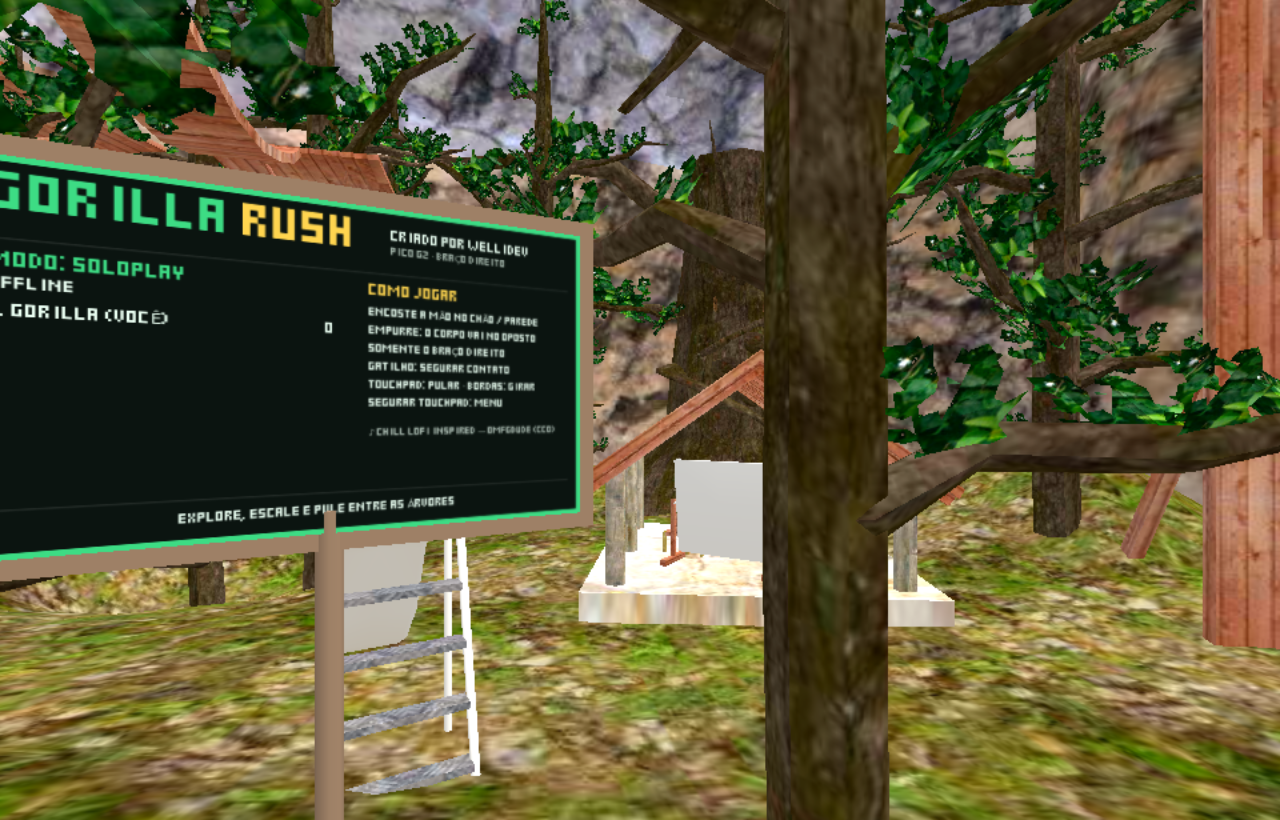 GORILLA RUSH
CRIADO POR WELLIDEV
PICO G2 · BRAÇO DIREITO
MODO: SOLOPLAY
FFLINE
. GORILLA (VOCÊ)
0
COMO JOGAR
ENCOSTE A MÃO NO CHÃO / PAREDE
EMPURRE: O CORPO VAI NO OPOSTO
SOMENTE O BRAÇO DIREITO
GATILHO: SEGURAR CONTATO
TOUCHPAD: PULAR · BORDAS: GIRAR
SEGURAR TOUCHPAD: MENU
♪ CHILL LOFI INSPIRED — OMFGDUDE (CC0)
EXPLORE, ESCALE E PULE ENTRE AS ÁRVORES